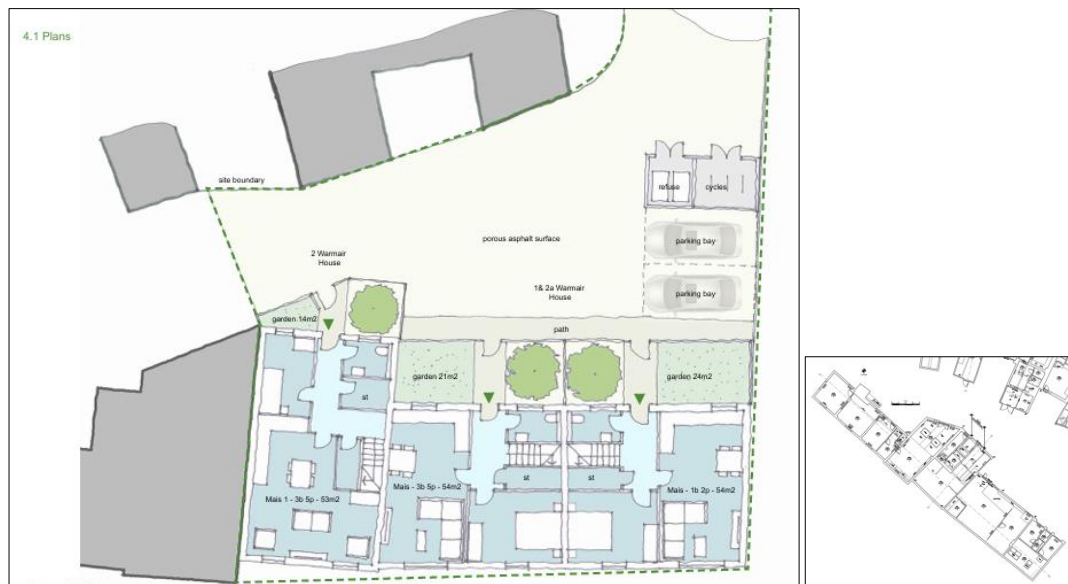 4.1 Plans
site boundary
refuse
cycles
porous asphalt surface
parking bay
2 Warmair
House
1& 2a Warmair
House
parking bay
garden 14m2
path
garden 21m2
garden 24m2
st
st
st
Mais 1 - 3b 5p - 53m2
Mais - 3b 5p - 54m2
Mais - 1b 2p - 54m2